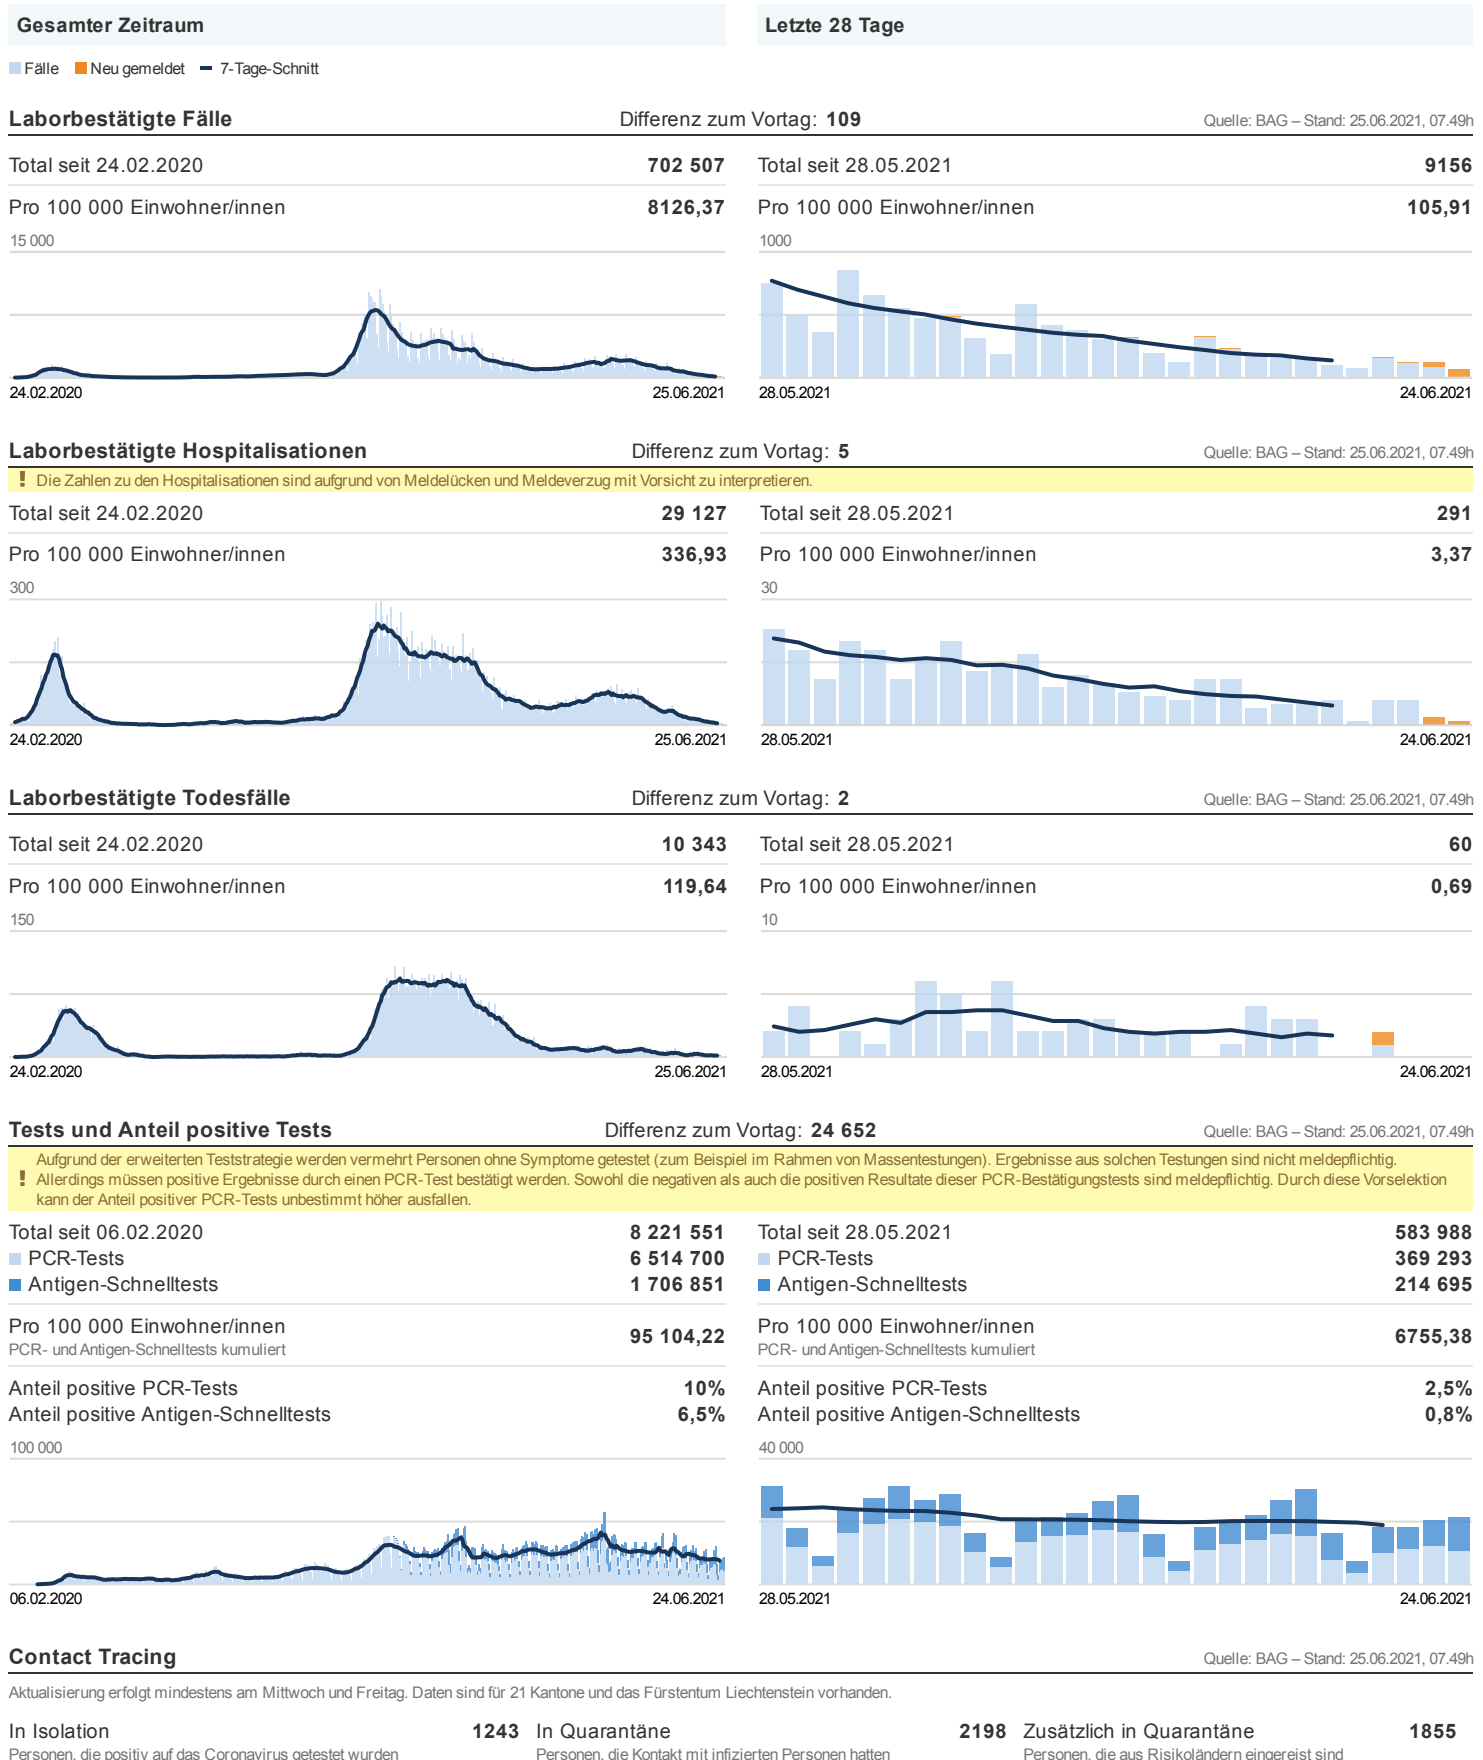 Gesamter Zeitraum
Letzte 28 Tage
Fälle Neu gemeldet 7-Tage-Schnitt
Laborbestätigte Fälle Differenz zum Vortag: 109 Quelle: BAG – Stand: 25.06.2021, 07.49h
Total seit 24.02.2020 702 507
Pro 100 000 Einwohner/innen 8126,37
15 000
24.02.2020 25.06.2021
Total seit 28.05.2021 9156
Pro 100 000 Einwohner/innen 105,91
1000
28.05.2021 24.06.2021
Laborbestätigte Hospitalisationen Differenz zum Vortag: 5 Quelle: BAG – Stand: 25.06.2021, 07.49h
! Die Zahlen zu den Hospitalisationen sind aufgrund von Meldelücken und Meldeverzug mit Vorsicht zu interpretieren.
Total seit 24.02.2020 29 127
Pro 100 000 Einwohner/innen 336,93
300
24.02.2020 25.06.2021
Total seit 28.05.2021 291
Pro 100 000 Einwohner/innen 3,37
30
28.05.2021 24.06.2021
Laborbestätigte Todesfälle Differenz zum Vortag: 2 Quelle: BAG – Stand: 25.06.2021, 07.49h
Total seit 24.02.2020 10 343
Pro 100 000 Einwohner/innen 119,64
150
24.02.2020 25.06.2021
Total seit 28.05.2021 60
Pro 100 000 Einwohner/innen 0,69
10
28.05.2021 24.06.2021
Tests und Anteil positive Tests Differenz zum Vortag: 24 652 Quelle: BAG – Stand: 25.06.2021, 07.49h
Aufgrund der erweiterten Teststrategie werden vermehrt Personen ohne Symptome getestet (zum Beispiel im Rahmen von Massentestungen). Ergebnisse aus solchen Testungen sind nicht meldepflichtig.
! Allerdings müssen positive Ergebnisse durch einen PCR-Test bestätigt werden. Sowohl die negativen als auch die positiven Resultate dieser PCR-Bestätigungstests sind meldepflichtig. Durch diese Vorselektion
kann der Anteil positiver PCR-Tests unbestimmt höher ausfallen.
Total seit 06.02.2020 8 221 551
PCR-Tests 6 514 700
Antigen-Schnelltests 1 706 851
Pro 100 000 Einwohner/innen 95 104,22
PCR- und Antigen-Schnelltests kumuliert
Anteil positive PCR-Tests 10%
Anteil positive Antigen-Schnelltests 6,5%
100 000
06.02.2020 24.06.2021
Total seit 28.05.2021 583 988
PCR-Tests 369 293
Antigen-Schnelltests 214 695
Pro 100 000 Einwohner/innen 6755,38
PCR- und Antigen-Schnelltests kumuliert
Anteil positive PCR-Tests 2,5%
Anteil positive Antigen-Schnelltests 0,8%
40 000
28.05.2021 24.06.2021
Contact Tracing Quelle: BAG – Stand: 25.06.2021, 07.49h
Aktualisierung erfolgt mindestens am Mittwoch und Freitag. Daten sind für 21 Kantone und das Fürstentum Liechtenstein vorhanden.
In Isolation 1243
Personen, die positiv auf das Coronavirus getestet wurden
In Quarantäne 2198
Personen, die Kontakt mit infizierten Personen hatten
Zusätzlich in Quarantäne 1855
Personen, die aus Risikoländern eingereist sind